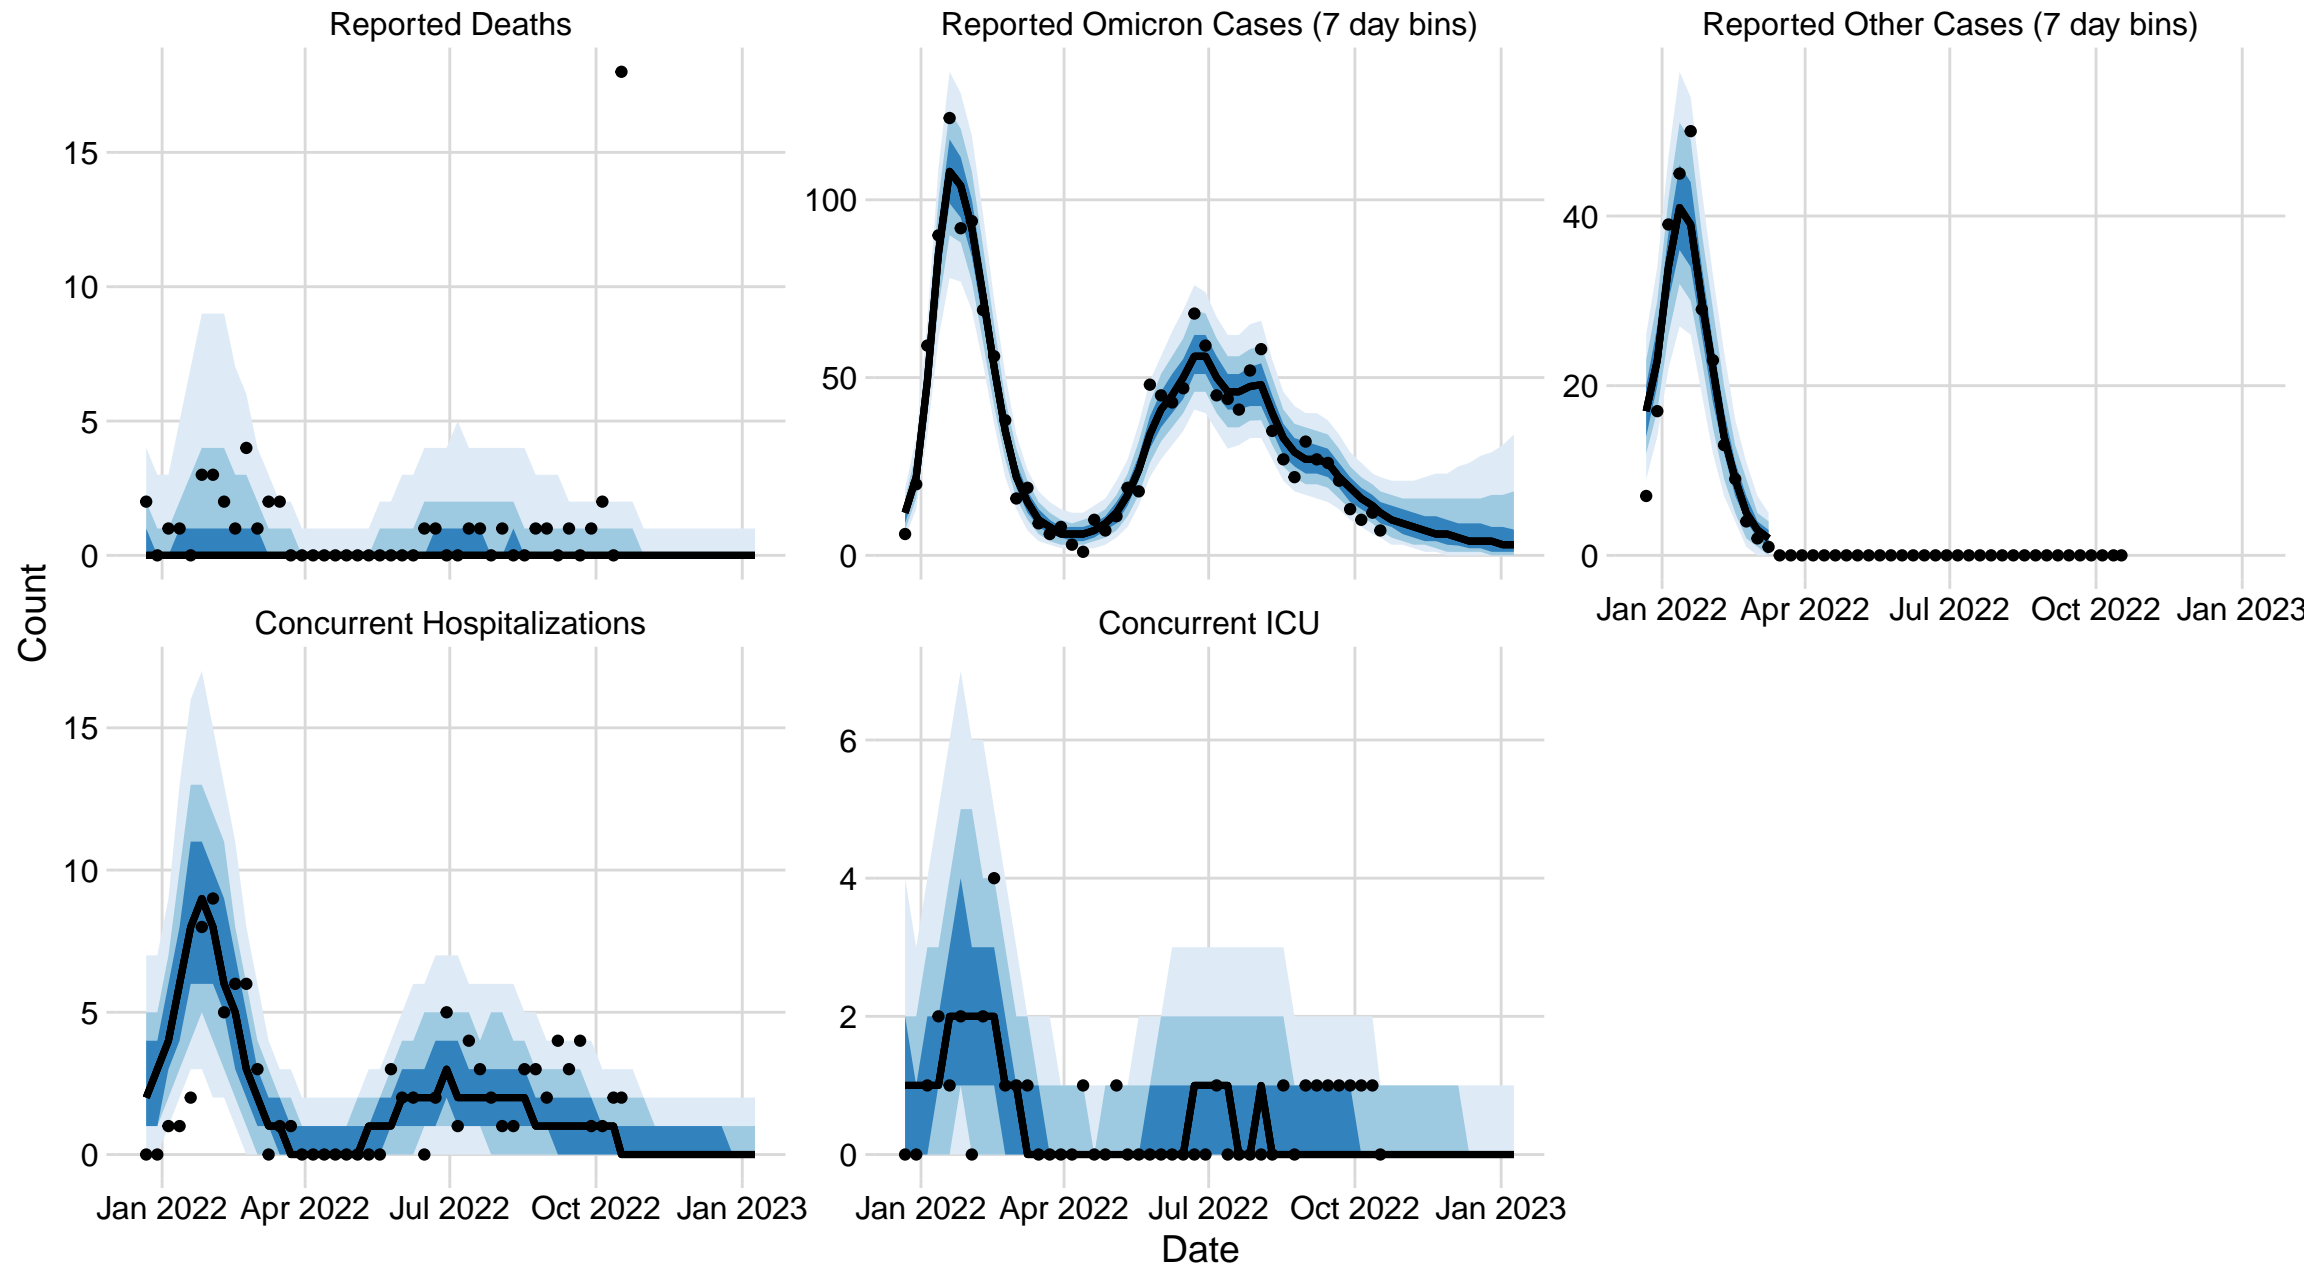 Reported Deaths
Reported Omicron Cases (7 day bins)
Reported Other Cases (7 day bins)
15
10
5
0
100
50
0
40
20
0
Jan 2022 Apr 2022 Jul 2022 Oct 2022 Jan 2023
Count
Concurrent Hospitalizations
Concurrent ICU
15
10
5
0
6
4
2
0
Jan 2022 Apr 2022 Jul 2022 Oct 2022 Jan 2023
Jan 2022 Apr 2022 Jul 2022 Oct 2022 Jan 2023
Date